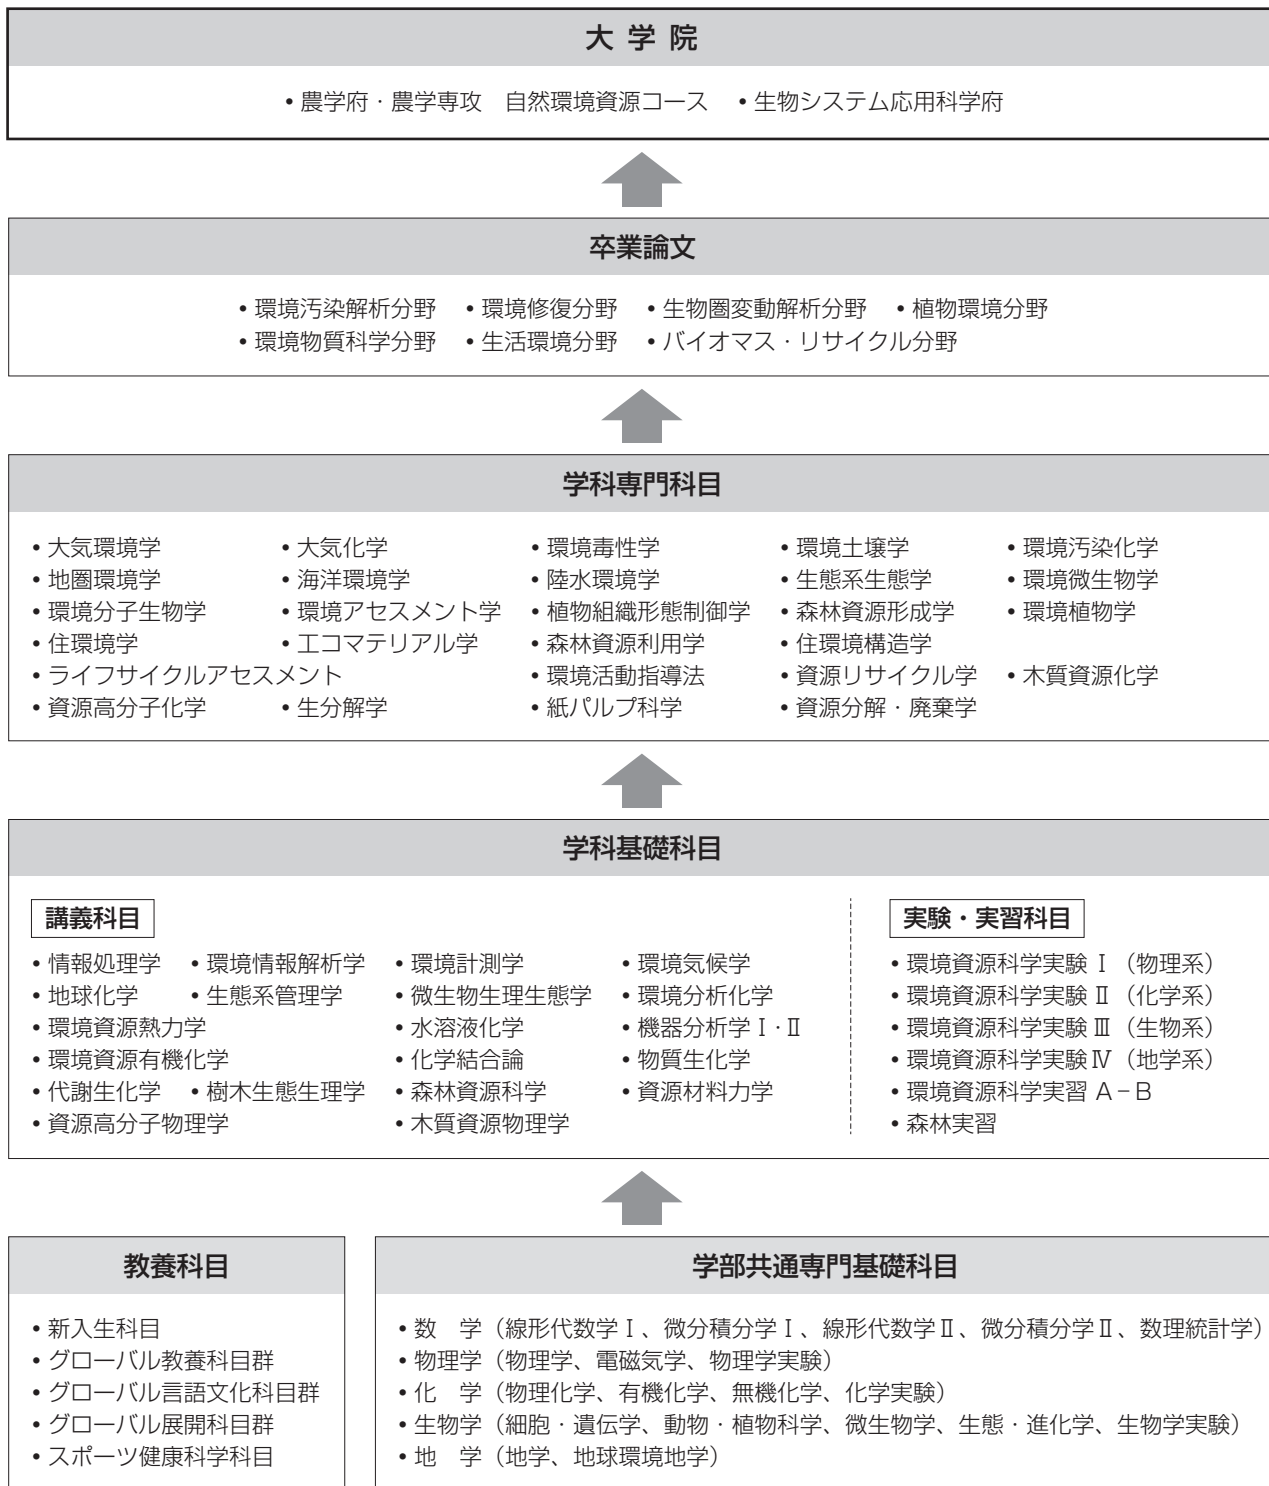 大 学 院
• 農学府・農学専攻　自然環境資源コース　• 生物システム応用科学府
卒業論文
• 環境汚染解析分野　• 環境修復分野　• 生物圏変動解析分野　• 植物環境分野
• 環境物質科学分野　• 生活環境分野　• バイオマス・リサイクル分野
学科専門科目
• 大気環境学　• 大気化学　• 環境毒性学　• 環境土壌学　• 環境汚染化学
• 地圏環境学　• 海洋環境学　• 陸水環境学　• 生態系生態学　• 環境微生物学
• 環境分子生物学　• 環境アセスメント学　• 植物組織形態制御学　• 森林資源形成学　• 環境植物学
• 住環境学　• エコマテリアル学　• 森林資源利用学　• 住環境構造学
• ライフサイクルアセスメント　• 環境活動指導法　• 資源リサイクル学　• 木質資源化学
• 資源高分子化学　• 生分解学　• 紙パルプ科学　• 資源分解・廃棄学
学科基礎科目
講義科目
• 情報処理学　• 環境情報解析学　• 環境計測学　• 環境気候学
• 地球化学　• 生態系管理学　• 微生物生理生態学　• 環境分析化学
• 環境資源熱力学　• 水溶液化学　• 機器分析学Ⅰ・Ⅱ
• 環境資源有機化学　• 化学結合論　• 物質生化学
• 代謝生化学　• 樹木生態生理学　• 森林資源科学　• 資源材料力学
• 資源高分子物理学　• 木質資源物理学
実験・実習科目
• 環境資源科学実験Ⅰ（物理系）
• 環境資源科学実験Ⅱ（化学系）
• 環境資源科学実験Ⅲ（生物系）
• 環境資源科学実験Ⅳ（地学系）
• 環境資源科学実習 A－B
• 森林実習
教養科目
• 新入生科目
• グローバル教養科目群
• グローバル言語文化科目群
• グローバル展開科目群
• スポーツ健康科学科目
学部共通専門基礎科目
• 数　学（線形代数学Ⅰ、微分積分学Ⅰ、線形代数学Ⅱ、微分積分学Ⅱ、数理統計学）
• 物理学（物理学、電磁気学、物理学実験）
• 化　学（物理化学、有機化学、無機化学、化学実験）
• 生物学（細胞・遺伝学、動物・植物科学、微生物学、生態・進化学、生物学実験）
• 地　学（地学、地球環境地学）